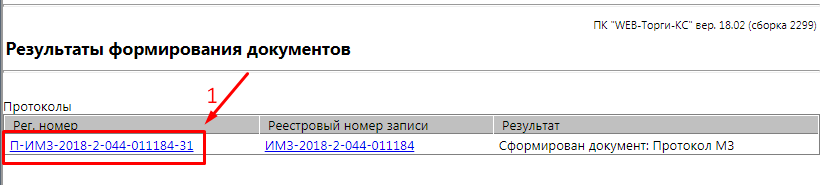 ПК "WEB-Торги-КС" вер. 18.02 (сборка 2299)
Результаты формирования документов
1
Протоколы
Рег. номер Реестровый номер записи Результат
П-ИМЗ-2018-2-044-011184-31 ИМЗ-2018-2-044-011184 Сформирован документ: Протокол МЗ